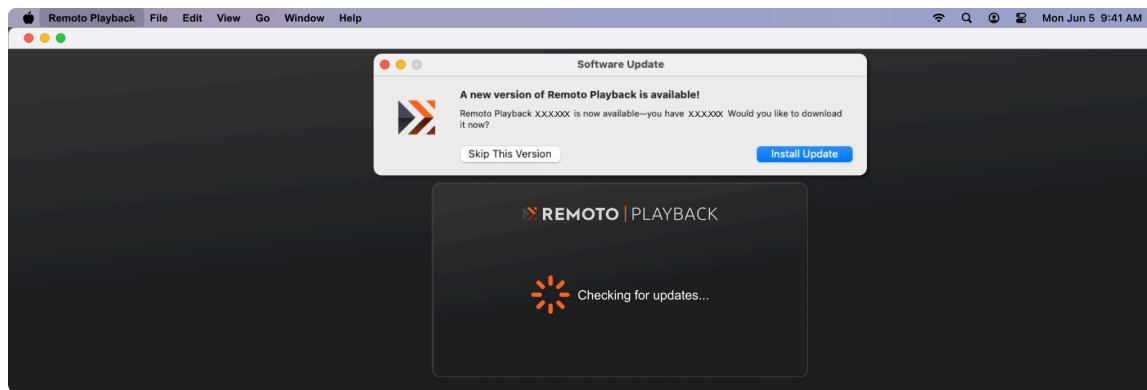 Remoto Playback File Edit View Go Window Help Mon Jun 5 9:41 AM
Software Update
A new version of Remoto Playback is available!
Remoto Playback X.X.XXX is now available—you have X.X.XXX Would you like to download
it now?
Skip This Version Install Update
REMOTO | PLAYBACK
Checking for updates...